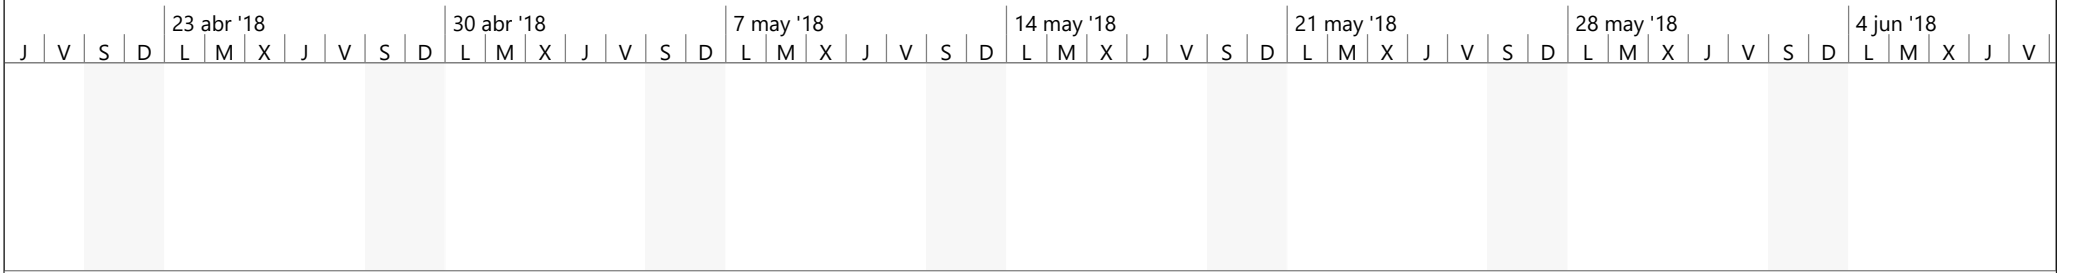 23 abr '18 30 abr '18 7 may '18 14 may '18 21 may '18 28 may '18 4 jun '18
J V S D L M X J V S D L M X J V S D L M X J V S D L M X J V S D L M X J V S D L M X J V S D L M X J V